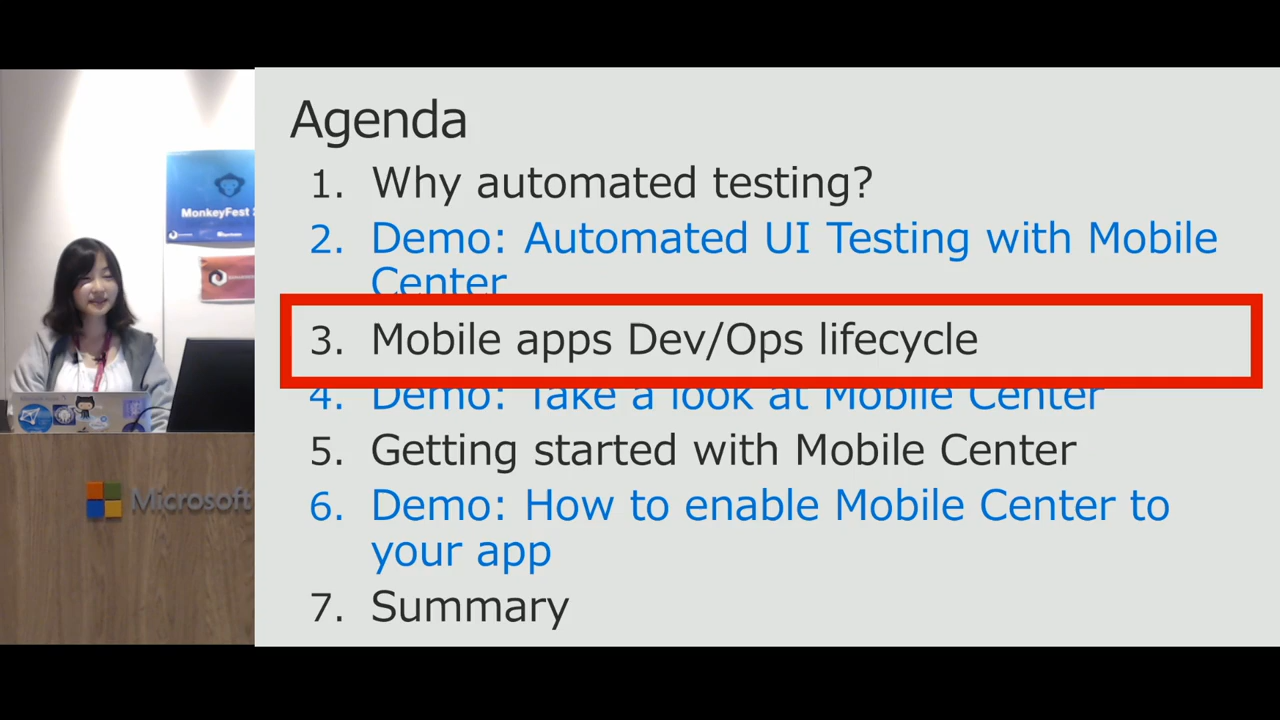 Agenda
1. Why automated testing?
2. Demo: Automated UI Testing with Mobile
Center
3. Mobile apps Dev/Ops lifecycle
4. Demo: Take a look at Mobile Center
5. Getting started with Mobile Center
6. Demo: How to enable Mobile Center to
your app
7. Summary
MonkeyFest
Microsoft